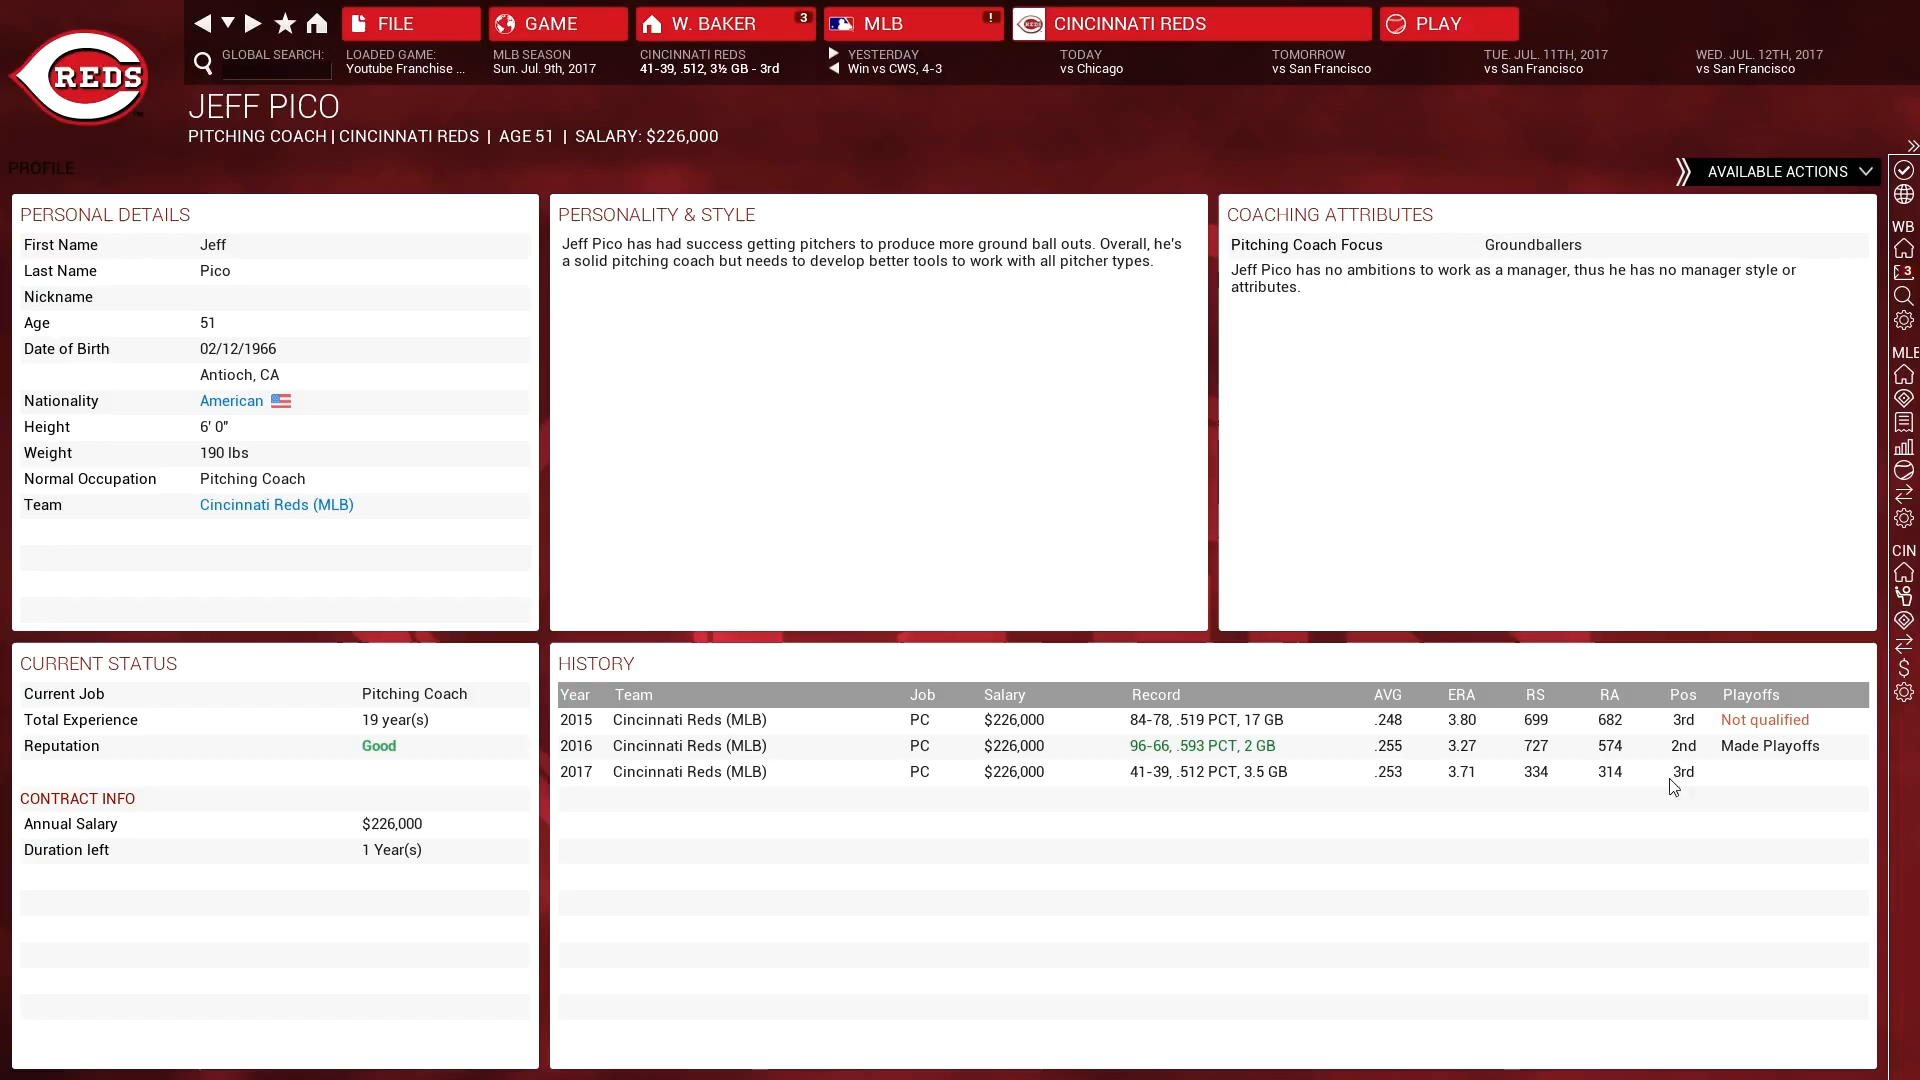 FILE
GAME
W. BAKER
3
MLB
!
REDS
CINCINNATI REDS
PLAY
GLOBAL SEARCH:
LOADED GAME:
Youtube Franchise ...
MLB SEASON
Sun. Jul. 9th, 2017
CINCINNATI REDS
41-39, .512, 3½ GB - 3rd
YESTERDAY
Win vs CWS, 4-3
TODAY
vs Chicago
TOMORROW
vs San Francisco
TUE. JUL. 11TH, 2017
vs San Francisco
WED. JUL. 12TH, 2017
vs San Francisco
REDS
JEFF PICO
PITCHING COACH | CINCINNATI REDS | AGE 51 | SALARY: $226,000
PROFILE
AVAILABLE ACTIONS
PERSONAL DETAILS
First Name Jeff
Last Name Pico
Nickname
Age 51
Date of Birth 02/12/1966
Antioch, CA
Nationality American
Height 6' 0"
Weight 190 lbs
Normal Occupation Pitching Coach
Team Cincinnati Reds (MLB)
PERSONALITY & STYLE
Jeff Pico has had success getting pitchers to produce more ground ball outs. Overall, he's
a solid pitching coach but needs to develop better tools to work with all pitcher types.
COACHING ATTRIBUTES
Pitching Coach Focus Groundballers
Jeff Pico has no ambitions to work as a manager, thus he has no manager style or
attributes.
CURRENT STATUS
Current Job Pitching Coach
Total Experience 19 year(s)
Reputation Good
CONTRACT INFO
Annual Salary $226,000
Duration left 1 Year(s)
HISTORY
Year Team Job Salary Record AVG ERA RS RA Pos Playoffs
2015 Cincinnati Reds (MLB) PC $226,000 84-78, .519 PCT, 17 GB .248 3.80 699 682 3rd Not qualified
2016 Cincinnati Reds (MLB) PC $226,000 96-66, .593 PCT, 2 GB .255 3.27 727 574 2nd Made Playoffs
2017 Cincinnati Reds (MLB) PC $226,000 41-39, .512 PCT, 3.5 GB .253 3.71 334 314 3rd
WB
3
MLB
CIN
$